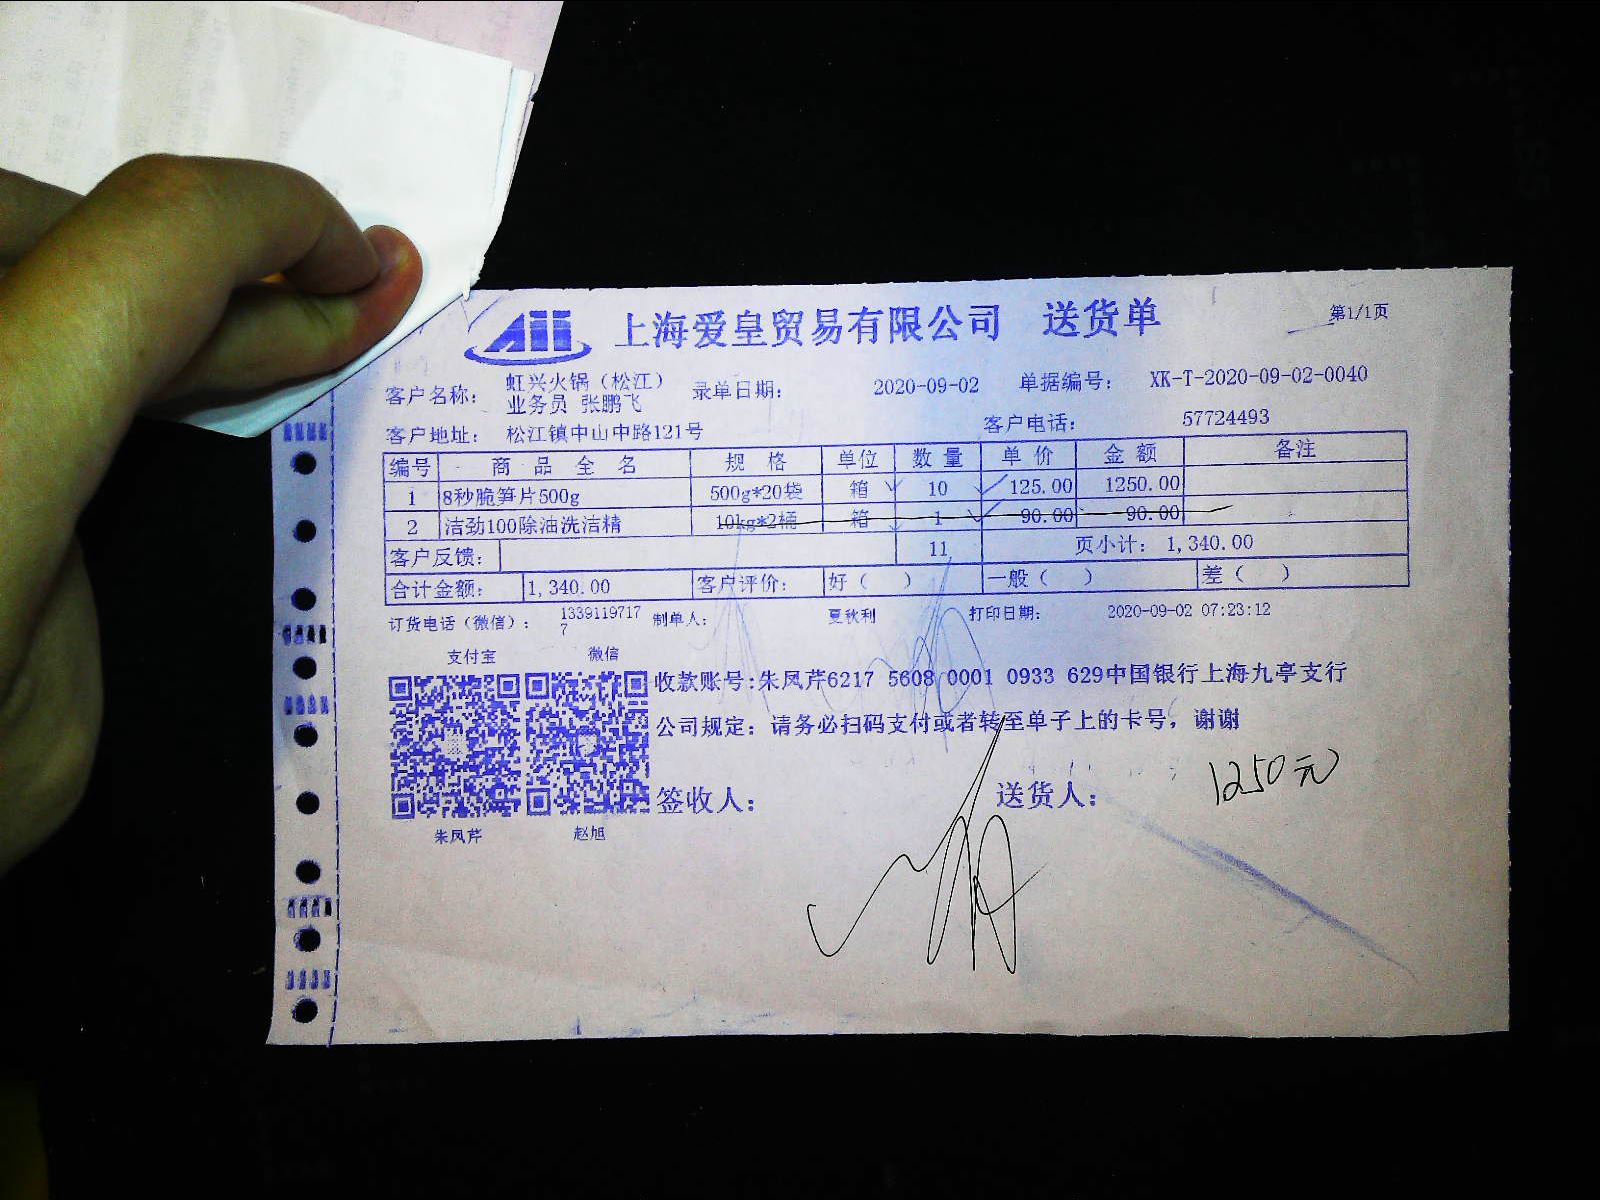 AII 上海爱皇贸易有限公司 送货单 第1/1页
客户名称： 虹兴火锅（松江）业务员 张鹏飞 录单日期： 2020-09-02 单据编号： XK-T-2020-09-02-0040
客户地址： 松江镇中山中路121号 客户电话： 57724493
编号 商 品 全 名 规 格 单位 数 量 单 价 金 额 备注
1 8秒脆笋片500g 500g*20袋 箱 10 125.00 1250.00
2 洁劲100除油洗洁精 10kg*2桶 箱 1 90.00 90.00
客户反馈： 11 页小计： 1,340.00
合计金额： 1,340.00 客户评价： 好（ ） 一般（ ） 差（ ）
订货电话（微信）： 13391197177 制单人： 夏秋利 打印日期： 2020-09-02 07:23:12
支付宝 微信
收款账号:朱凤芹6217 5608 0001 0933 629中国银行上海九亭支行
公司规定：请务必扫码支付或者转至单子上的卡号，谢谢
签收人： 送货人： 1250元
朱凤芹 赵旭